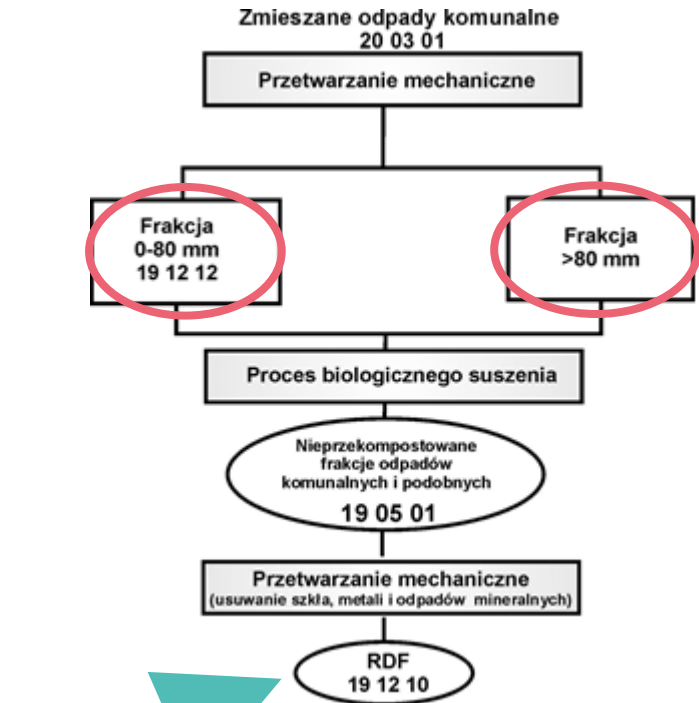 Zmieszane odpady komunalne
20 03 01
Przetwarzanie mechaniczne
Frakcja
0-80 mm
19 12 12
Frakcja
>80 mm
Proces biologicznego suszenia
Nieprzekompostowane
frakcje odpadów
komunalnych i podobnych
19 05 01
Przetwarzanie mechaniczne
(usuwanie szkła, metali i odpadów mineralnych)
RDF
19 12 10